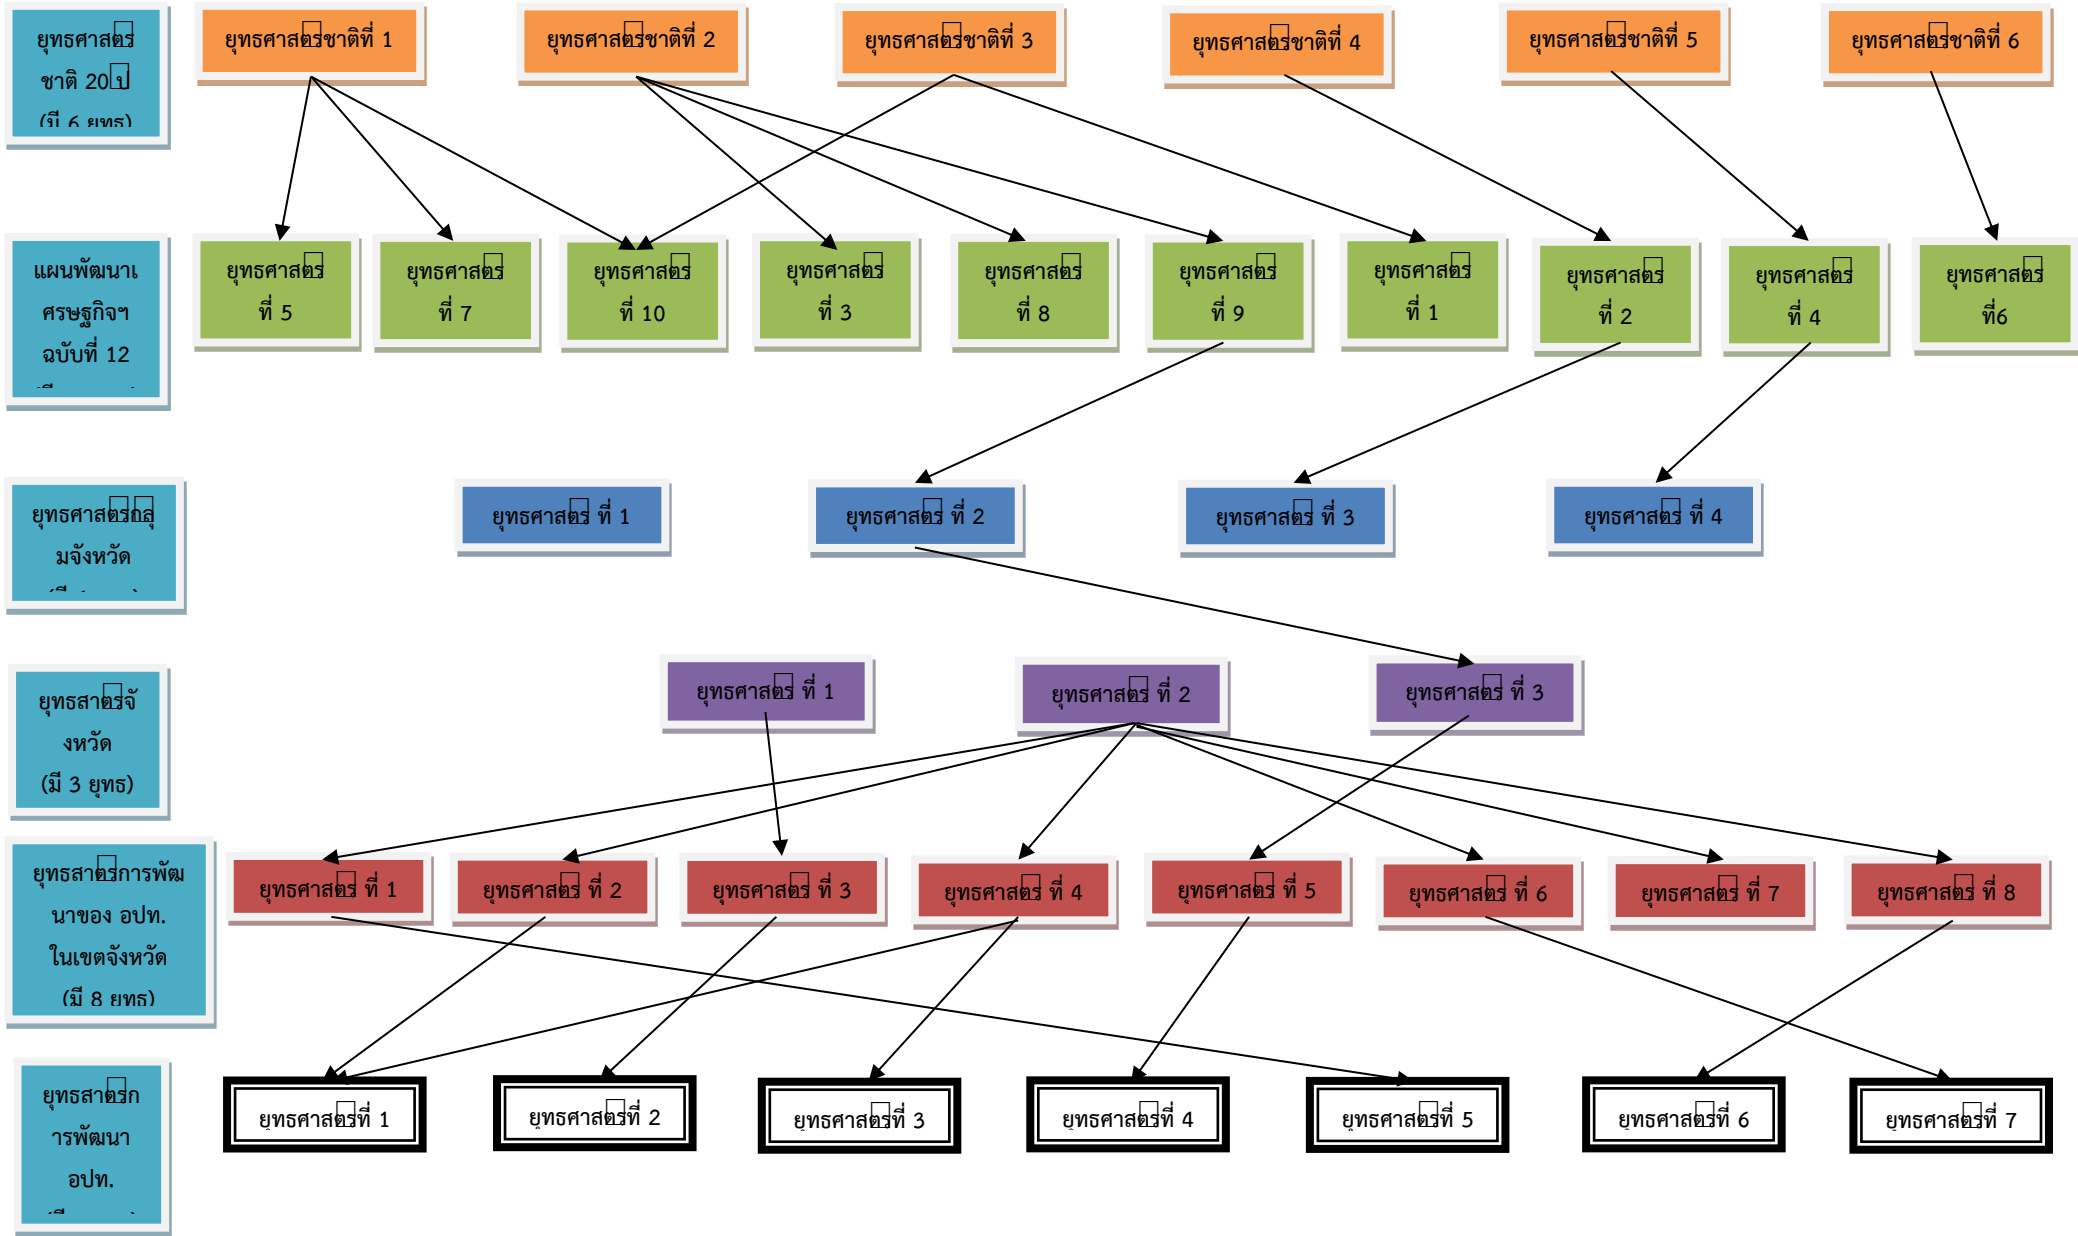 ยุทธศาสตร์
ชาติ 20 ปี
(มี 6 ยุทธ)
ยุทธศาสตร์ชาติที่ 1
ยุทธศาสตร์ชาติที่ 2
ยุทธศาสตร์ชาติที่ 3
ยุทธศาสตร์ชาติที่ 4
ยุทธศาสตร์ชาติที่ 5
ยุทธศาสตร์ชาติที่ 6
แผนพัฒนาเ
ศรษฐกิจฯ
ฉบับที่ 12
ยุทธศาสตร์
ที่ 5
ยุทธศาสตร์
ที่ 7
ยุทธศาสตร์
ที่ 10
ยุทธศาสตร์
ที่ 3
ยุทธศาสตร์
ที่ 8
ยุทธศาสตร์
ที่ 9
ยุทธศาสตร์
ที่ 1
ยุทธศาสตร์
ที่ 2
ยุทธศาสตร์
ที่ 4
ยุทธศาสตร์
ที่6
ยุทธศาสตร์กลุ่
มจังหวัด
ยุทธศาสตร์ ที่ 1
ยุทธศาสตร์ ที่ 2
ยุทธศาสตร์ ที่ 3
ยุทธศาสตร์ ที่ 4
ยุทธสาตร์จั
งหวัด
(มี 3 ยุทธ)
ยุทธศาสตร์ ที่ 1
ยุทธศาสตร์ ที่ 2
ยุทธศาสตร์ ที่ 3
ยุทธสาตร์การพัฒ
นาของ อปท.
ในเขตจังหวัด
(มี 8 ยุทธ)
ยุทธศาสตร์ ที่ 1
ยุทธศาสตร์ ที่ 2
ยุทธศาสตร์ ที่ 3
ยุทธศาสตร์ ที่ 4
ยุทธศาสตร์ ที่ 5
ยุทธศาสตร์ ที่ 6
ยุทธศาสตร์ ที่ 7
ยุทธศาสตร์ ที่ 8
ยุทธสาตร์ก
ารพัฒนา
อปท.
ยุทธศาสตร์ที่ 1
ยุทธศาสตร์ที่ 2
ยุทธศาสตร์ที่ 3
ยุทธศาสตร์ที่ 4
ยุทธศาสตร์ที่ 5
ยุทธศาสตร์ที่ 6
ยุทธศาสตร์ที่ 7